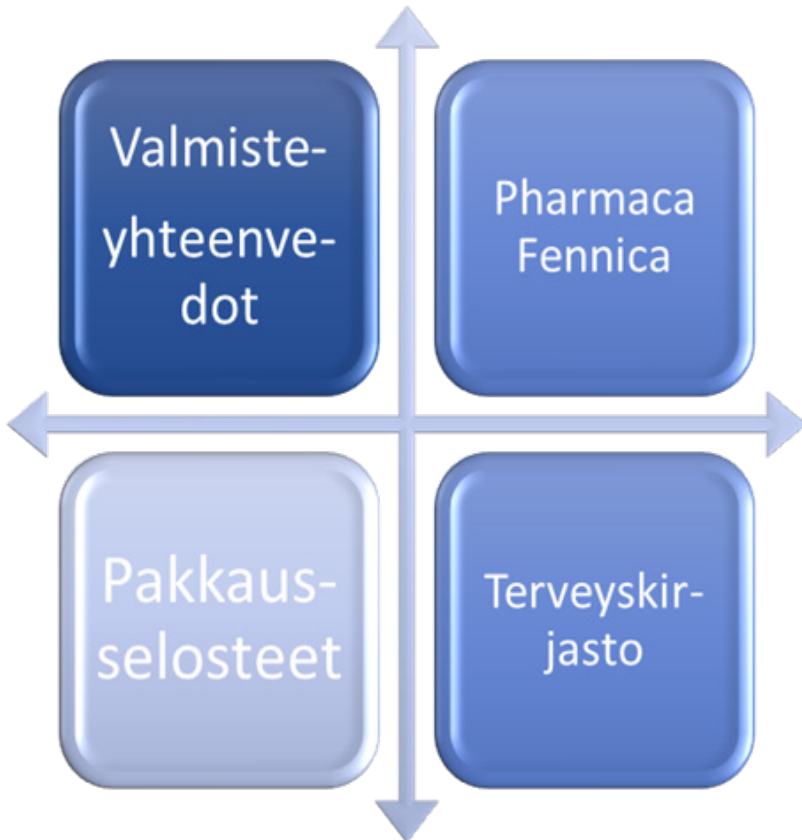 Valmiste-
yhteenve-
dot
Pharmaca
Fennica
Pakkaus-
selosteet
Terveyskir-
jasto